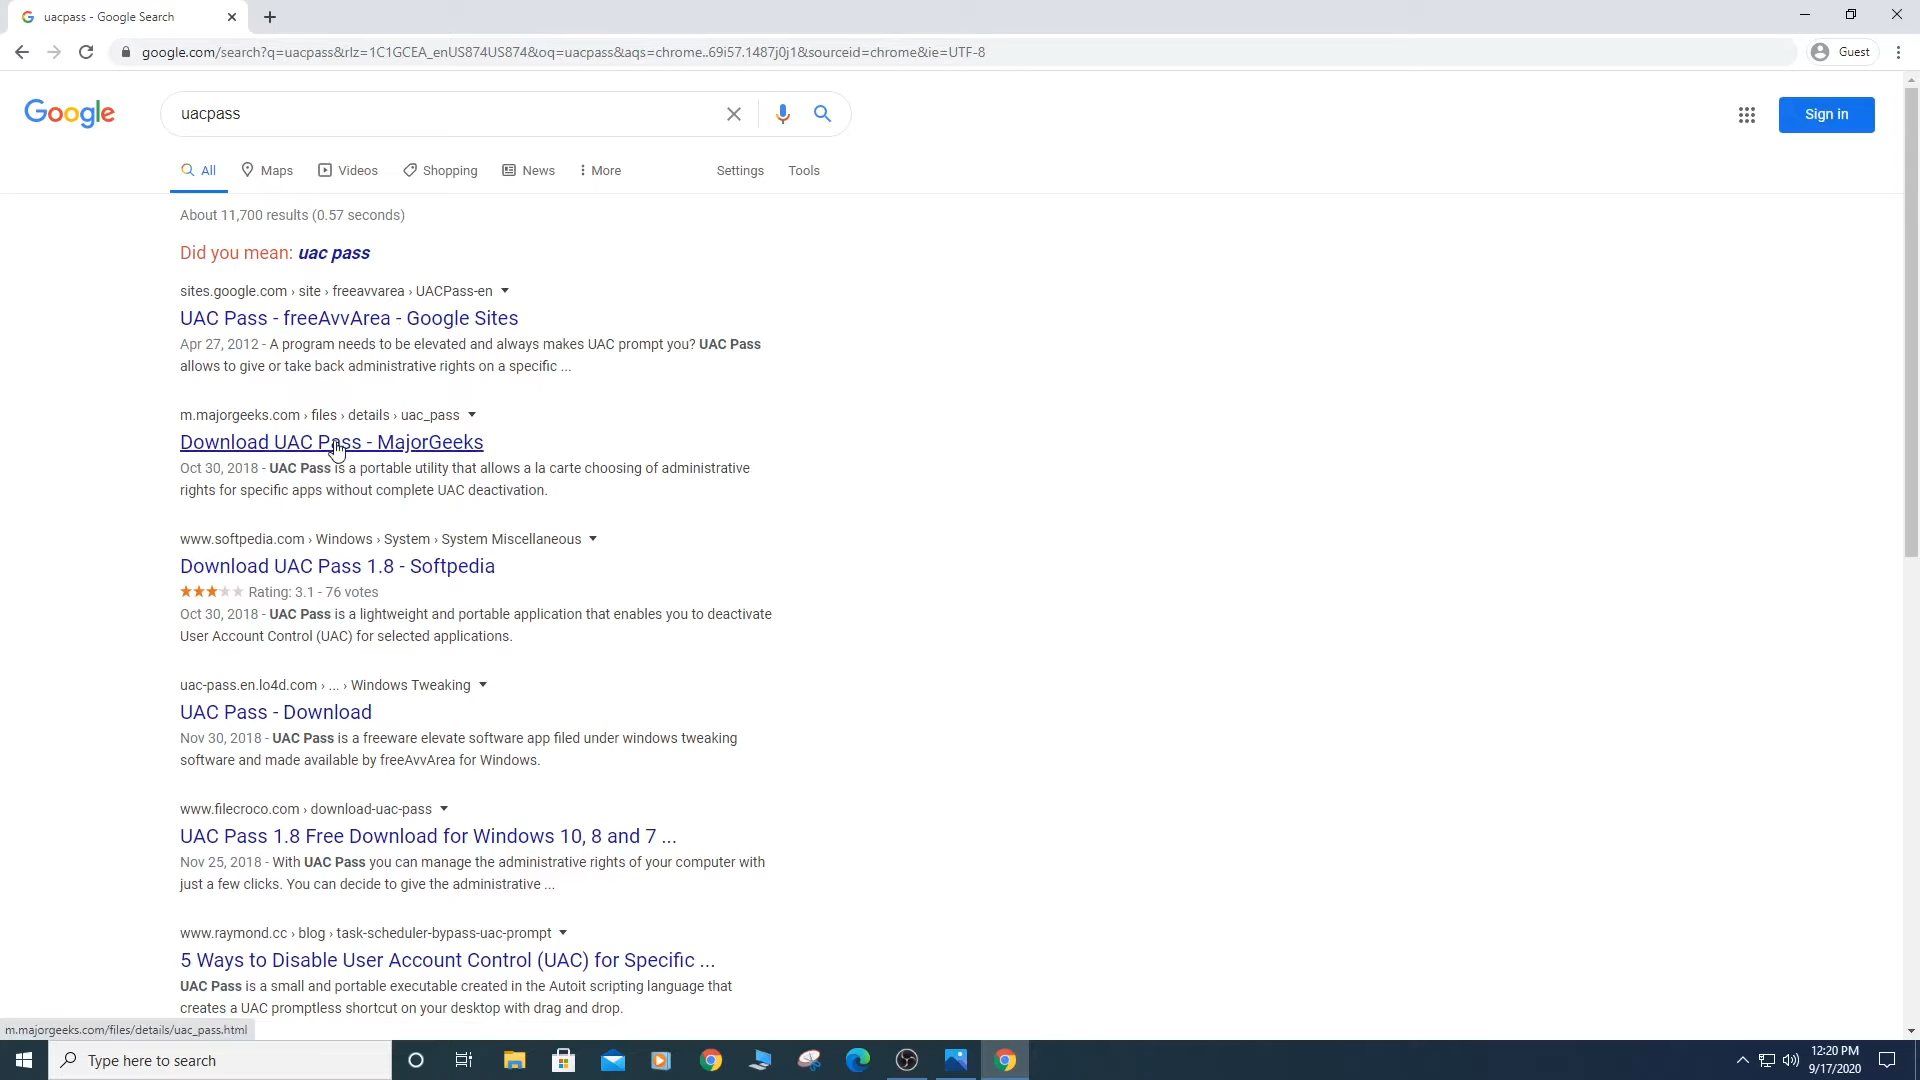 uacpass - Google Search
google.com/search?q=uacpass&rlz=1C1GCEA_enUS874US874&oq=uacpass&aqs=chrome..69i57.1487j0j1&sourceid=chrome&ie=UTF-8
Guest
Google
uacpass
Sign in
All
Maps
Videos
Shopping
News
More
Settings
Tools
About 11,700 results (0.57 seconds)
Did you mean: uac pass
sites.google.com › site › freeavvarea › UACPass-en
UAC Pass - freeAvvArea - Google Sites
Apr 27, 2012 - A program needs to be elevated and always makes UAC prompt you? UAC Pass
allows to give or take back administrative rights on a specific ...
m.majorgeeks.com › files › details › uac_pass
Download UAC Pass - MajorGeeks
Oct 30, 2018 - UAC Pass is a portable utility that allows a la carte choosing of administrative
rights for specific apps without complete UAC deactivation.
www.softpedia.com › Windows › System › System Miscellaneous
Download UAC Pass 1.8 - Softpedia
Rating: 3.1 - 76 votes
Oct 30, 2018 - UAC Pass is a lightweight and portable application that enables you to deactivate
User Account Control (UAC) for selected applications.
uac-pass.en.lo4d.com › ... › Windows Tweaking
UAC Pass - Download
Nov 30, 2018 - UAC Pass is a freeware elevate software app filed under windows tweaking
software and made available by freeAvvArea for Windows.
www.filecroco.com › download-uac-pass
UAC Pass 1.8 Free Download for Windows 10, 8 and 7 ...
Nov 25, 2018 - With UAC Pass you can manage the administrative rights of your computer with
just a few clicks. You can decide to give the administrative ...
www.raymond.cc › blog › task-scheduler-bypass-uac-prompt
5 Ways to Disable User Account Control (UAC) for Specific ...
UAC Pass is a small and portable executable created in the Autoit scripting language that
creates a UAC promptless shortcut on your desktop with drag and drop.
m.majorgeeks.com/files/details/uac_pass.html
Type here to search
12:20 PM
9/17/2020